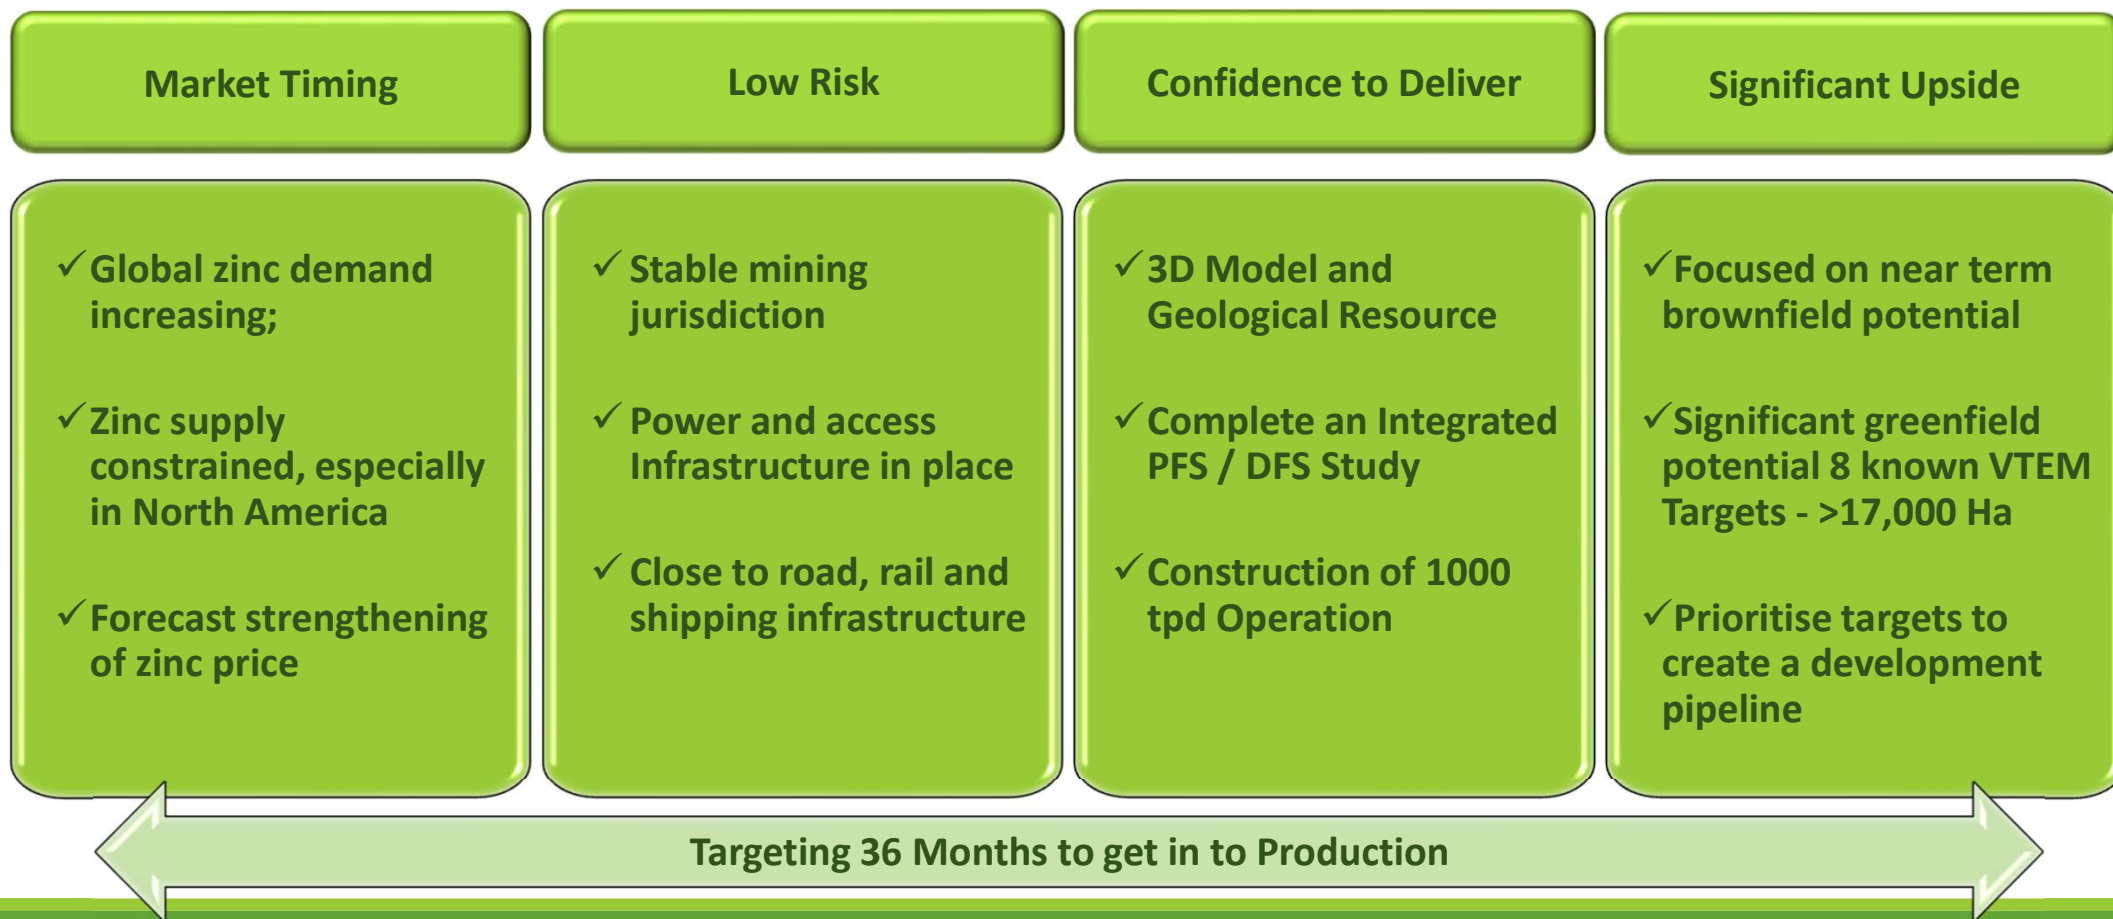 Market Timing
Low Risk
Confidence to Deliver
Significant Upside
✓Global zinc demand
increasing;
✓Zinc supply
constrained, especially
in North America
✓Forecast strengthening
of zinc price
✓Stable mining
jurisdiction
✓Power and access
Infrastructure in place
✓Close to road, rail and
shipping infrastructure
✓3D Model and
Geological Resource
✓Complete an Integrated
PFS / DFS Study
✓Construction of 1000
tpd Operation
✓Focused on near term
brownfield potential
✓Significant greenfield
potential 8 known VTEM
Targets - >17,000 Ha
✓Prioritise targets to
create a development
pipeline
Targeting 36 Months to get in to Production